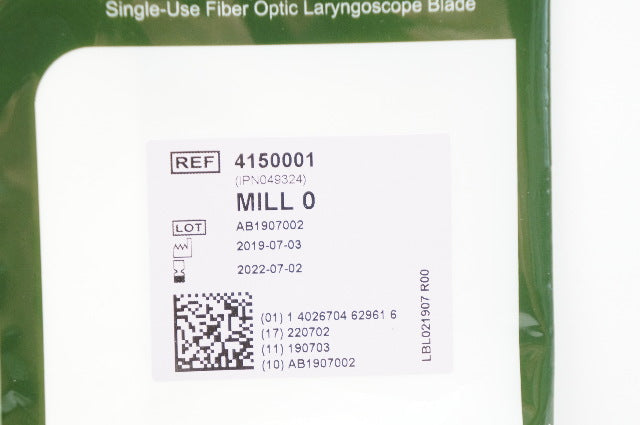 Single-Use Fiber Optic Laryngoscope Blade
REF 4150001
(IPN049324)
MILL 0
LOT AB1907002
2019-07-03
2022-07-02
(01) 1 4026704 62961 6
(17) 220702
(11) 190703
(10) AB1907002
LBL021907 R00